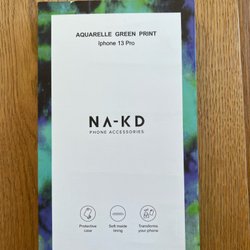 AQUARELLE GREEN PRINT
Iphone 13 Pro
NA-KD
PHONE ACCESSORIES
Protective case
Soft inside lining
Transforms your phone